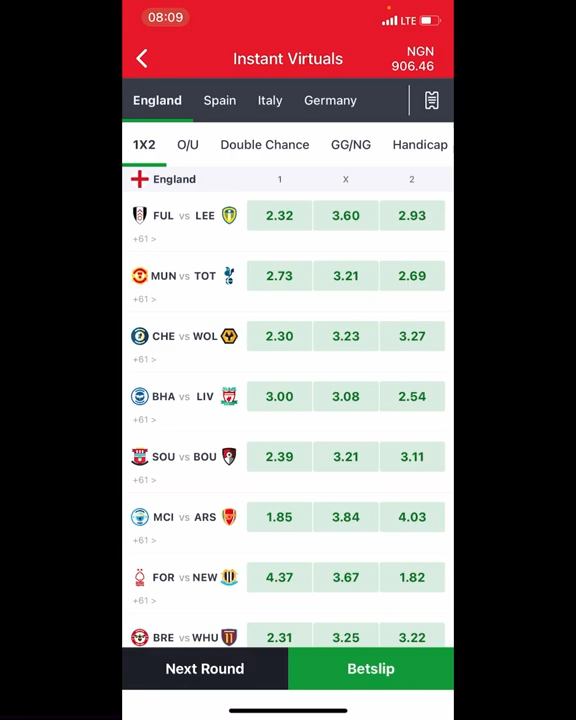 08:09 LTE
Instant Virtuals NGN 906.46
England Spain Italy Germany
1X2 O/U Double Chance GG/NG Handicap
England 1 X 2
FUL vs LEE 2.32 3.60 2.93
+61 >
MUN vs TOT 2.73 3.21 2.69
+61 >
CHE vs WOL 2.30 3.23 3.27
+61 >
BHA vs LIV 3.00 3.08 2.54
+61 >
SOU vs BOU 2.39 3.21 3.11
+61 >
MCI vs ARS 1.85 3.84 4.03
+61 >
FOR vs NEW 4.37 3.67 1.82
+61 >
BRE vs WHU 2.31 3.25 3.22
Next Round Betslip